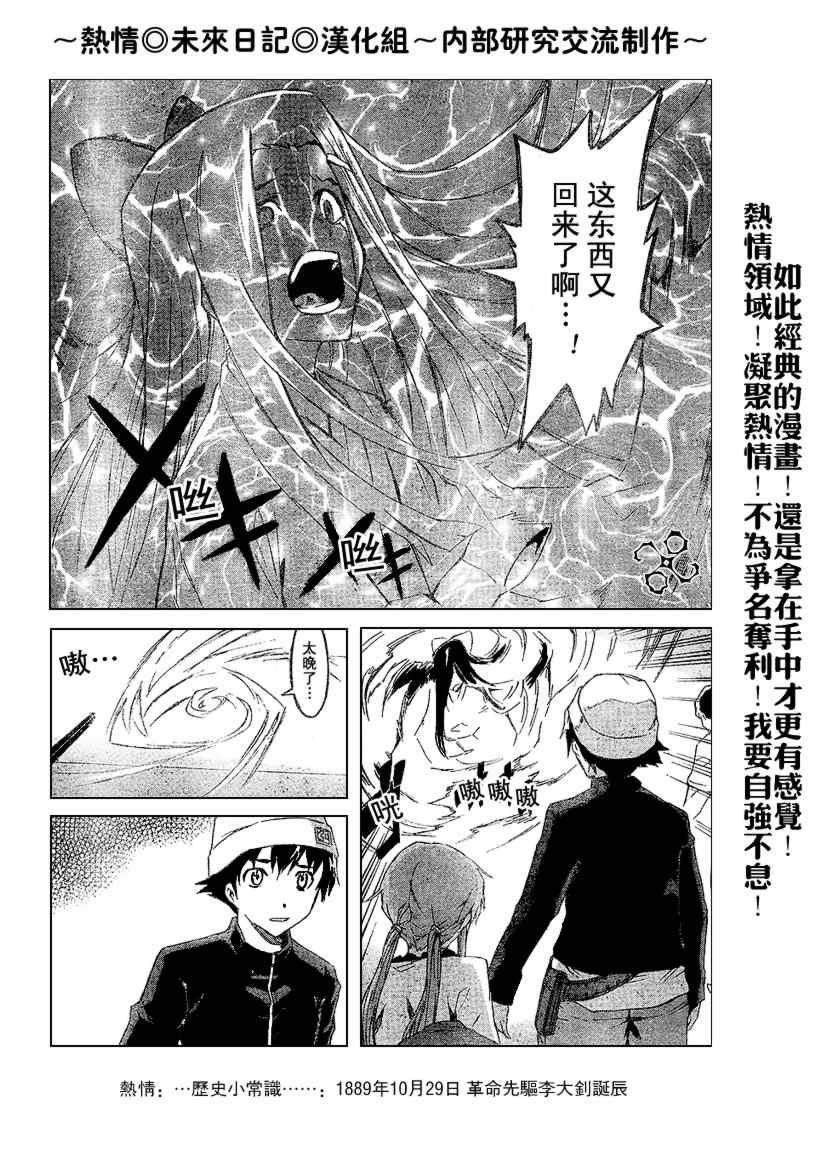 ～熱情◎未來日記◎漢化組～内部研究交流制作～
如此經典的漫畫！還是拿在手中才更有感覺！
熱情領域！凝聚熱情！不為爭名奪利！我要自強不息！
这东西又
回来了啊…！
呦
呦
嗷嗷嗷
咣
太晚了…
嗷…
熱情：…歷史小常識……：1889年10月29日 革命先驅李大釗誕辰